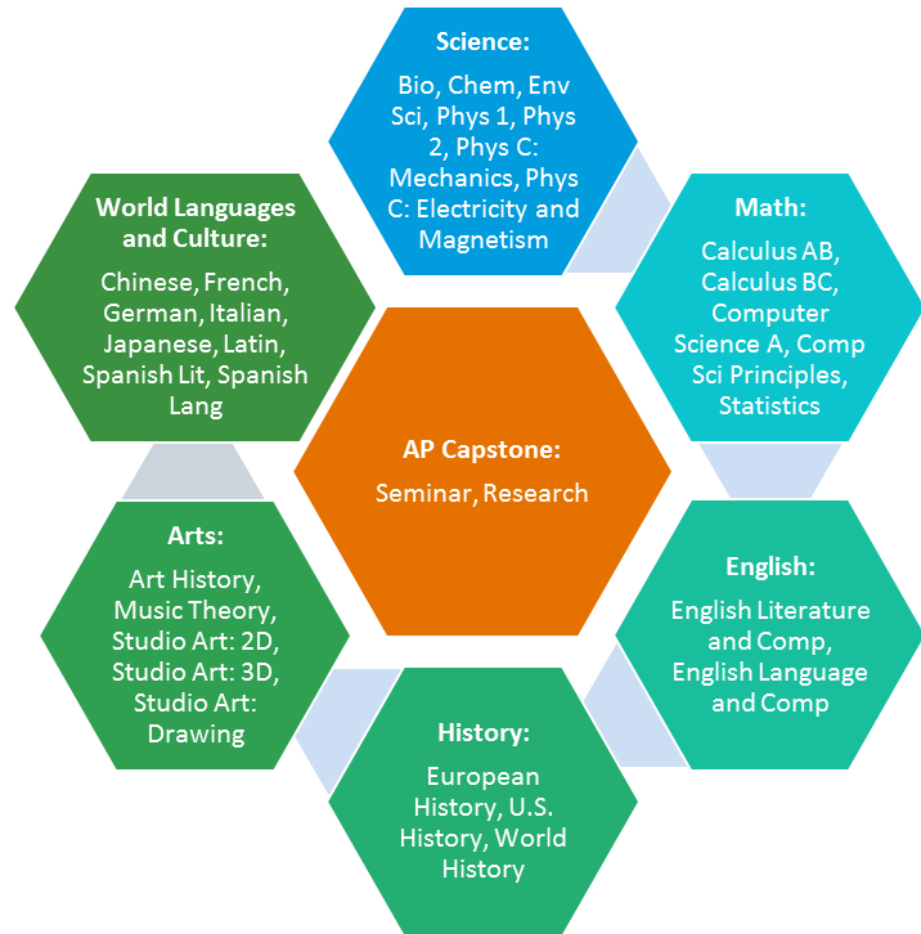 Science:
Bio, Chem, Env
Sci, Phys 1, Phys
2, Phys C:
Mechanics, Phys
C: Electricity and
Magnetism
World Languages
and Culture:
Chinese, French,
German, Italian,
Japanese, Latin,
Spanish Lit, Spanish
Lang
Math:
Calculus AB,
Calculus BC,
Computer
Science A, Comp
Sci Principles,
Statistics
AP Capstone:
Seminar, Research
Arts:
Art History,
Music Theory,
Studio Art: 2D,
Studio Art: 3D,
Studio Art:
Drawing
English:
English Literature
and Comp,
English Language
and Comp
History:
European
History, U.S.
History, World
History